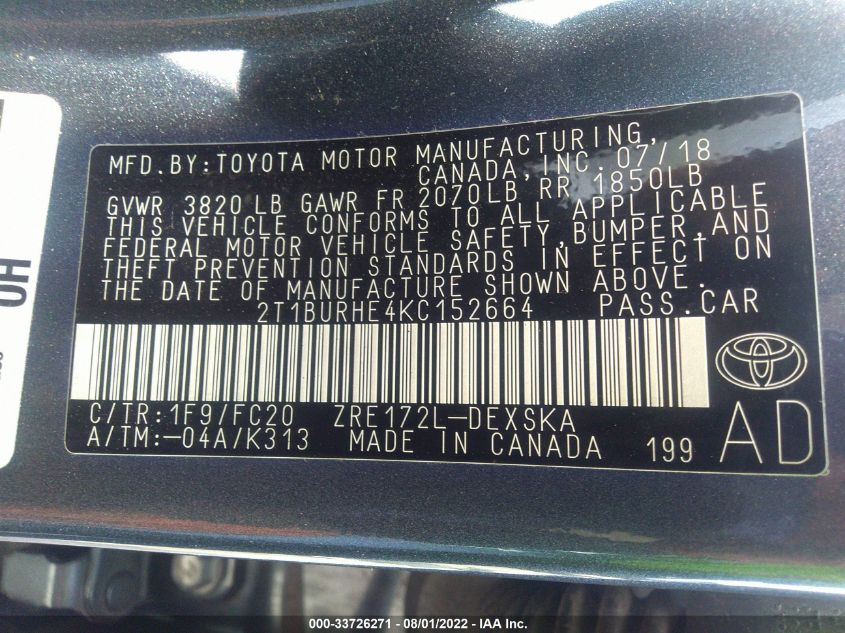 MFD.BY:TOYOTA MOTOR MANUFACTURING,
CANADA,INC. 07/18
GVWR 3820 LB GAWR FR 2070LB,RR 1850LB
THIS VEHICLE CONFORMS TO ALL APPLICABLE
FEDERAL MOTOR VEHICLE SAFETY,BUMPER,AND
THEFT PREVENTION STANDARDS IN EFFECT ON
THE DATE OF MANUFACTURE SHOWN ABOVE.
2T1BURHE4KC152664 PASS.CAR
C/TR:1F9/FC20 ZRE172L-DEXSKA
A/TM:-04A/K313 MADE IN CANADA 199 AD
000-33726271 - 08/01/2022 - IAA Inc.